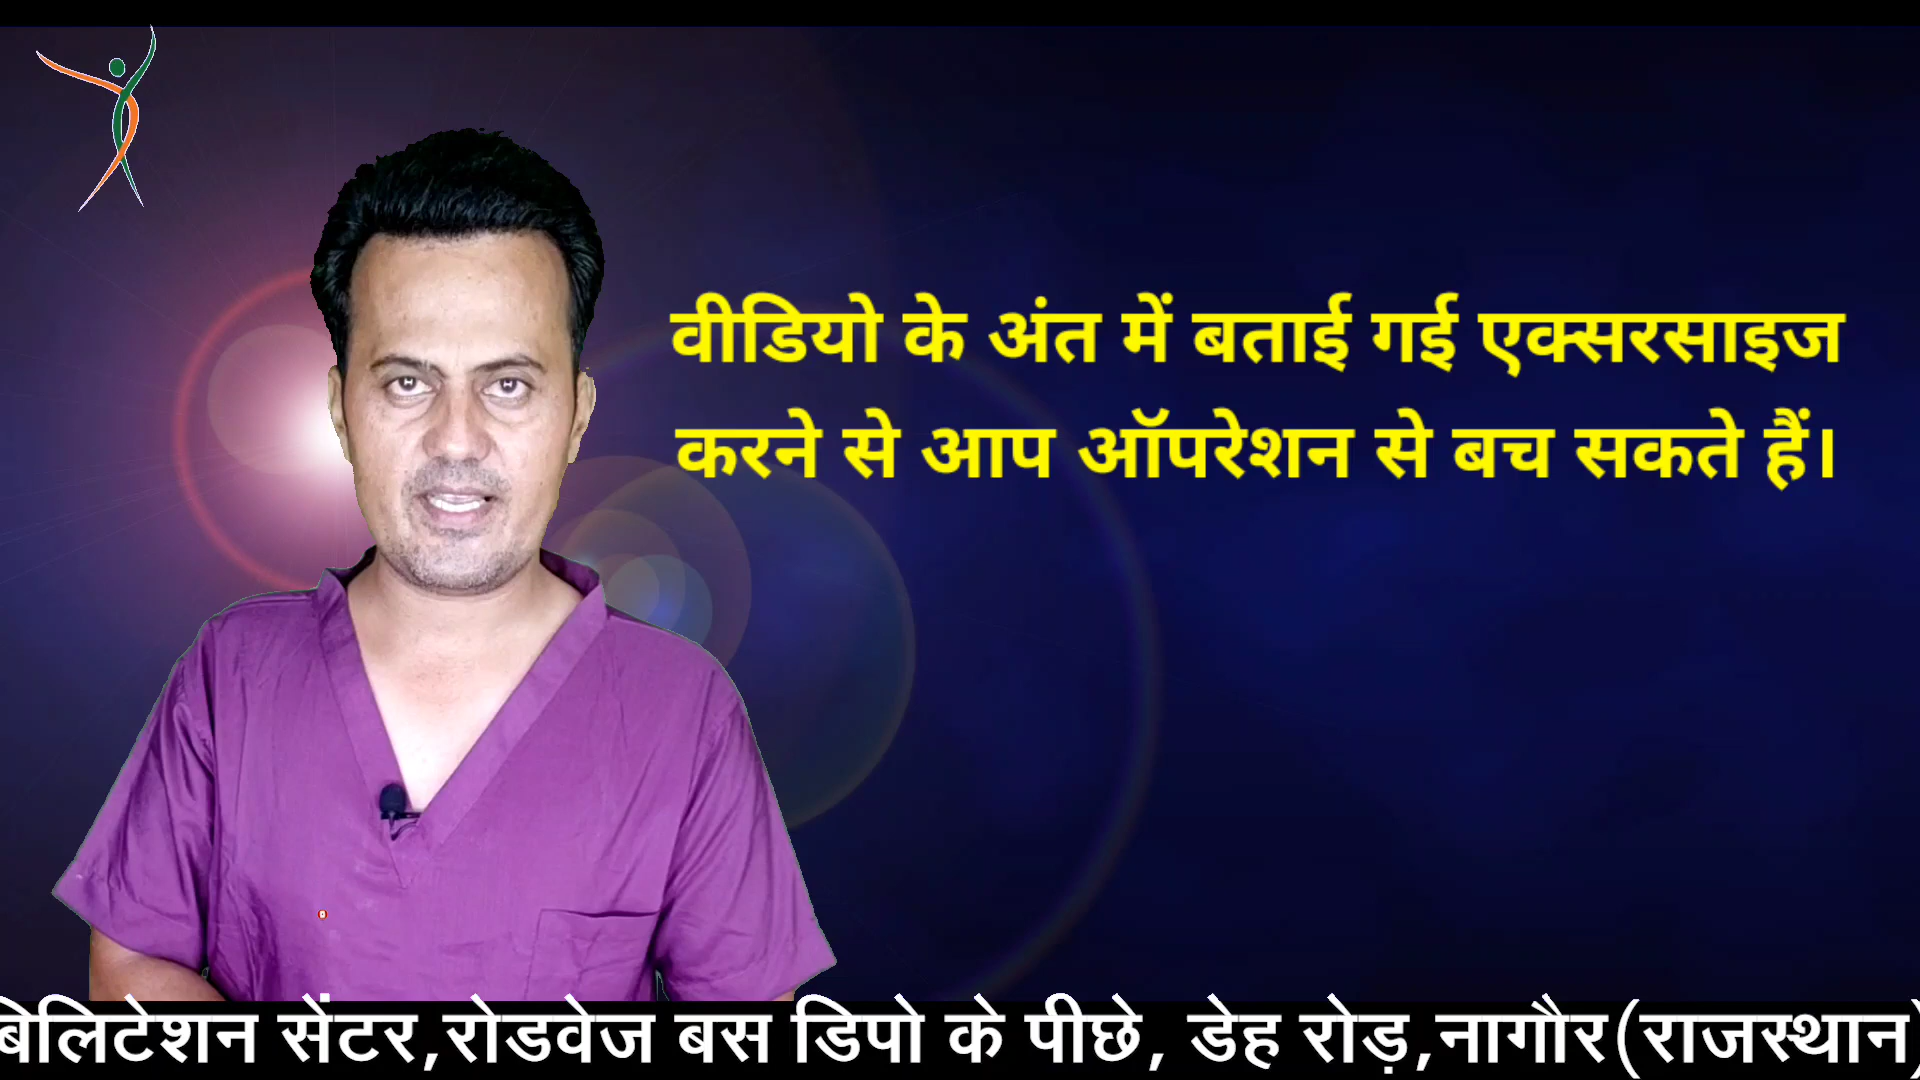 वीडियो के अंत में बताई गई एक्सरसाइज
करने से आप ऑपरेशन से बच सकते हैं।
बिलिटेशन सेंटर,रोडवेज बस डिपो के पीछे, डेह रोड़,नागौर(राजस्थान)